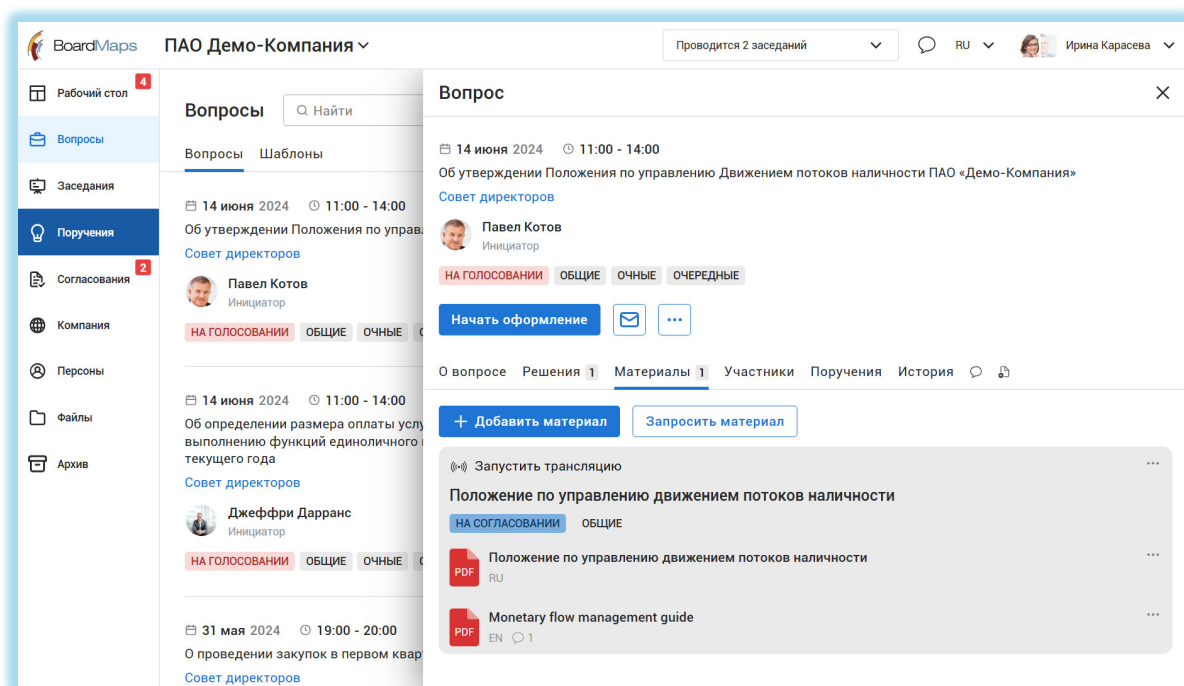 BoardMaps
ПАО Демо-Компания
Проводится 2 заседаний
RU
Ирина Карасева
Рабочий стол 4
Вопросы
Заседания
Поручения
Согласования 2
Компания
Персоны
Файлы
Архив
Вопросы
Найти
Вопросы Шаблоны
14 июня 2024 11:00 - 14:00
Об утверждении Положения по управ
Совет директоров
Павел Котов
Инициатор
НА ГОЛОСОВАНИИ ОБЩИЕ ОЧНЫЕ
14 июня 2024 11:00 - 14:00
Об определении размера оплаты услу
выполнению функций единоличного
текущего года
Совет директоров
Джеффри Дарранс
Инициатор
НА ГОЛОСОВАНИИ ОБЩИЕ ОЧНЫЕ
31 мая 2024 19:00 - 20:00
О проведении закупок в первом квар
Совет директоров
Вопрос
14 июня 2024 11:00 - 14:00
Об утверждении Положения по управлению Движением потоков наличности ПАО «Демо-Компания»
Совет директоров
Павел Котов
Инициатор
НА ГОЛОСОВАНИИ ОБЩИЕ ОЧНЫЕ ОЧЕРЕДНЫЕ
Начать оформление
О вопросе Решения 1 Материалы 1 Участники Поручения История
+ Добавить материал Запросить материал
Запустить трансляцию
Положение по управлению движением потоков наличности
НА СОГЛАСОВАНИИ ОБЩИЕ
PDF Положение по управлению движением потоков наличности
RU
PDF Monetary flow management guide
EN 1